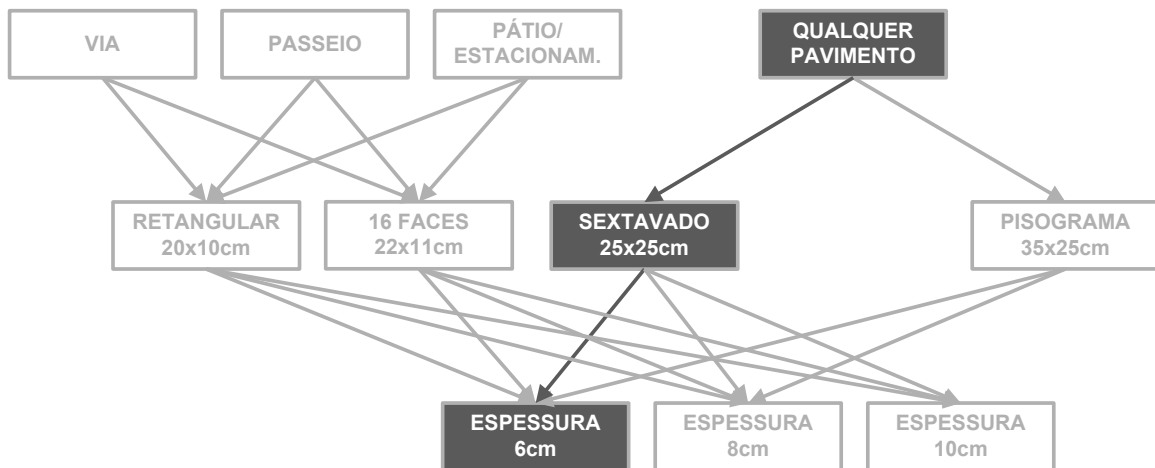 VIA
PASSEIO
PÁTIO/
ESTACIONAM.
QUALQUER
PAVIMENTO
RETANGULAR
20x10cm
16 FACES
22x11cm
SEXTAVADO
25x25cm
PISOGRAMA
35x25cm
ESPESSURA
6cm
ESPESSURA
8cm
ESPESSURA
10cm